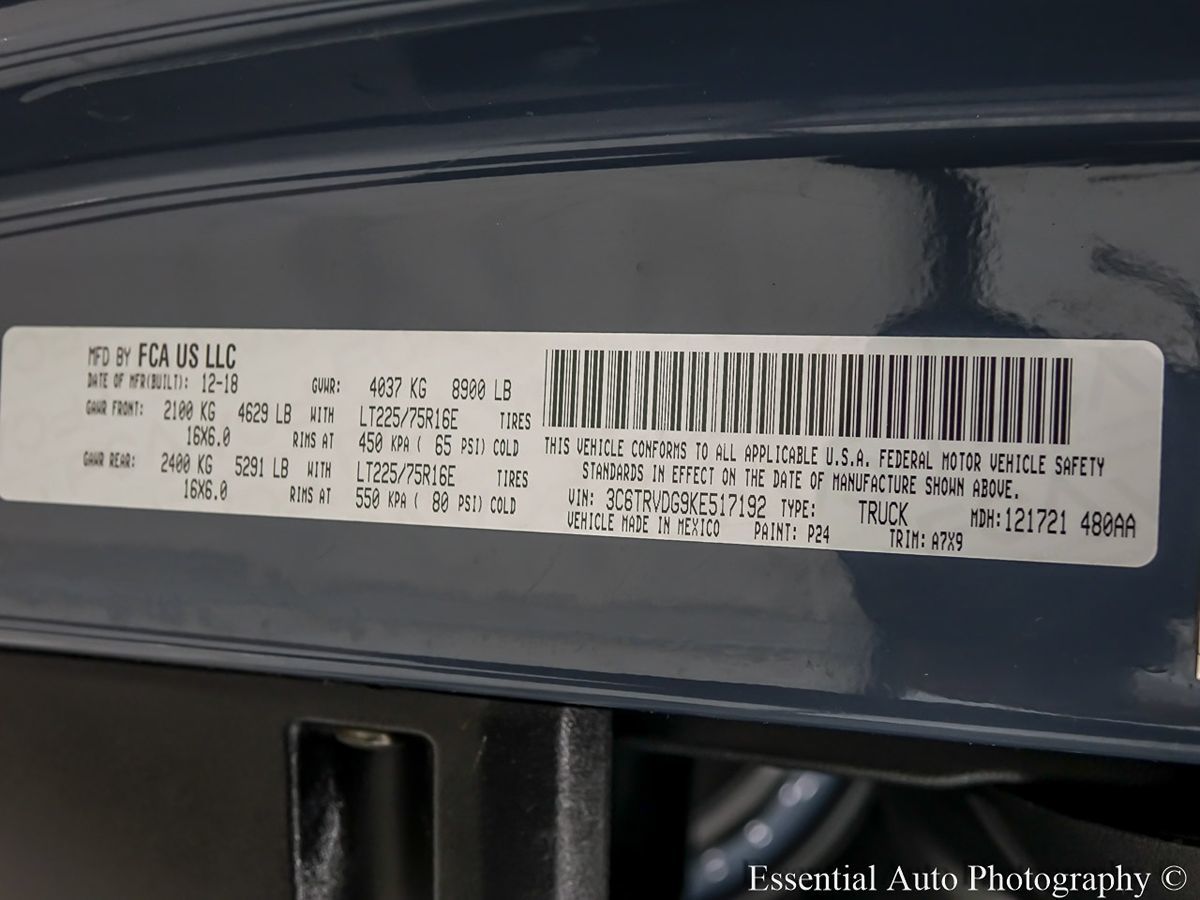 MFD BY FCA US LLC
DATE OF MFR(BUILT): 12-18 GVWR: 4037 KG 8900 LB
GAWR FRONT: 2100 KG 4629 LB WITH LT225/75R16E TIRES
16X6.0 RIMS AT 450 KPA ( 65 PSI) COLD
GAWR REAR: 2400 KG 5291 LB WITH LT225/75R16E TIRES
16X6.0 RIMS AT 550 KPA ( 80 PSI) COLD
THIS VEHICLE CONFORMS TO ALL APPLICABLE U.S.A. FEDERAL MOTOR VEHICLE SAFETY
STANDARDS IN EFFECT ON THE DATE OF MANUFACTURE SHOWN ABOVE.
VIN: 3C6TRVDG9KE517192 TYPE: TRUCK MDH: 121721 480AA
VEHICLE MADE IN MEXICO PAINT: P24 TRIM: A7X9
Essential Auto Photography ©